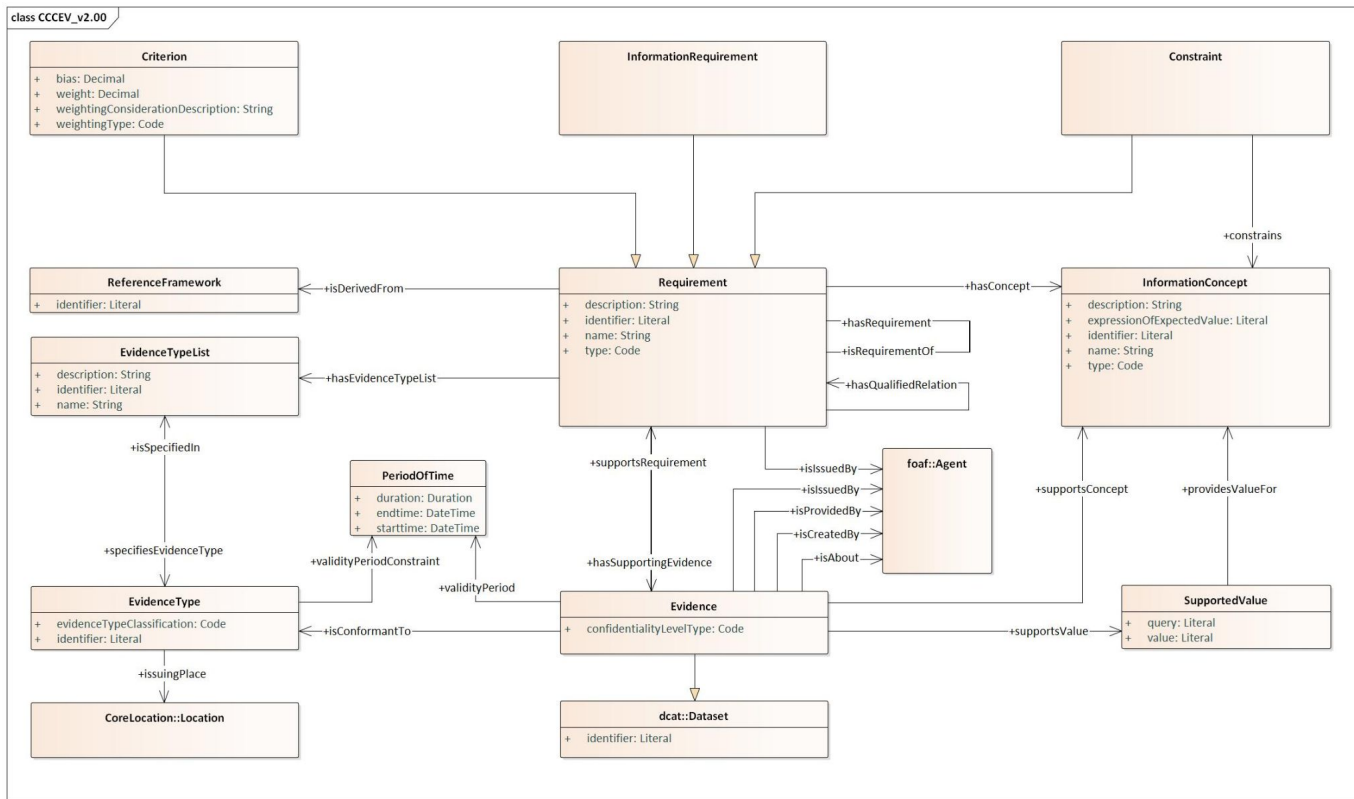 class CCCEV_v2.00
Criterion
+ bias: Decimal
+ weight: Decimal
+ weightingConsiderationDescription: String
+ weightingType: Code
InformationRequirement
Constraint
+constrains
ReferenceFramework
+ identifier: Literal
+isDerivedFrom
Requirement
+ description: String
+ identifier: Literal
+ name: String
+ type: Code
+hasConcept
+hasRequirement
+isRequirementOf
+hasQualifiedRelation
InformationConcept
+ description: String
+ expressionOfExpectedValue: Literal
+ identifier: Literal
+ name: String
+ type: Code
EvidenceTypeList
+ description: String
+ identifier: Literal
+ name: String
+hasEvidenceTypeList
+isSpecifiedIn
+specifiesEvidenceType
PeriodOfTime
+ duration: Duration
+ endtime: DateTime
+ starttime: DateTime
+validityPeriodConstraint
+validityPeriod
+supportsRequirement
+hasSupportingEvidence
+isIssuedBy
+isIssuedBy
+isProvidedBy
+isCreatedBy
+isAbout
foaf::Agent
+supportsConcept
+providesValueFor
EvidenceType
+ evidenceTypeClassification: Code
+ identifier: Literal
+isConformantTo
Evidence
+ confidentialityLevelType: Code
+supportsValue
SupportedValue
+ query: Literal
+ value: Literal
+issuingPlace
CoreLocation::Location
dcat::Dataset
+ identifier: Literal